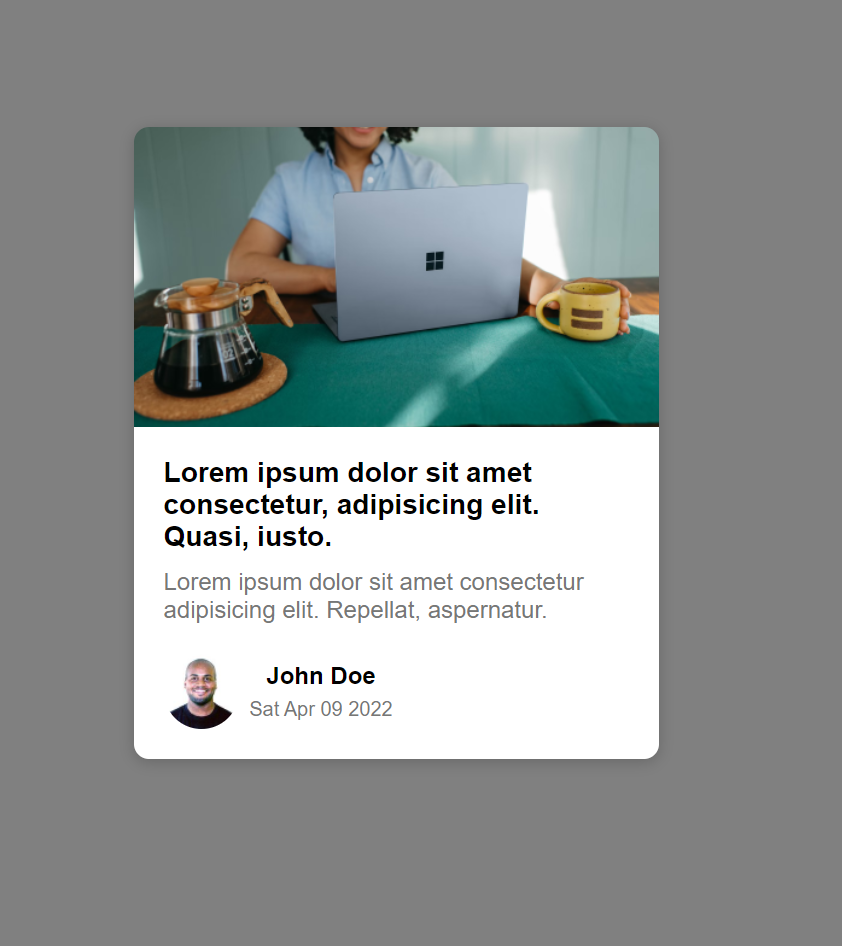 Lorem ipsum dolor sit amet
consectetur, adipisicing elit.
Quasi, iusto.
Lorem ipsum dolor sit amet consectetur
adipisicing elit. Repellat, aspernatur.
John Doe
Sat Apr 09 2022